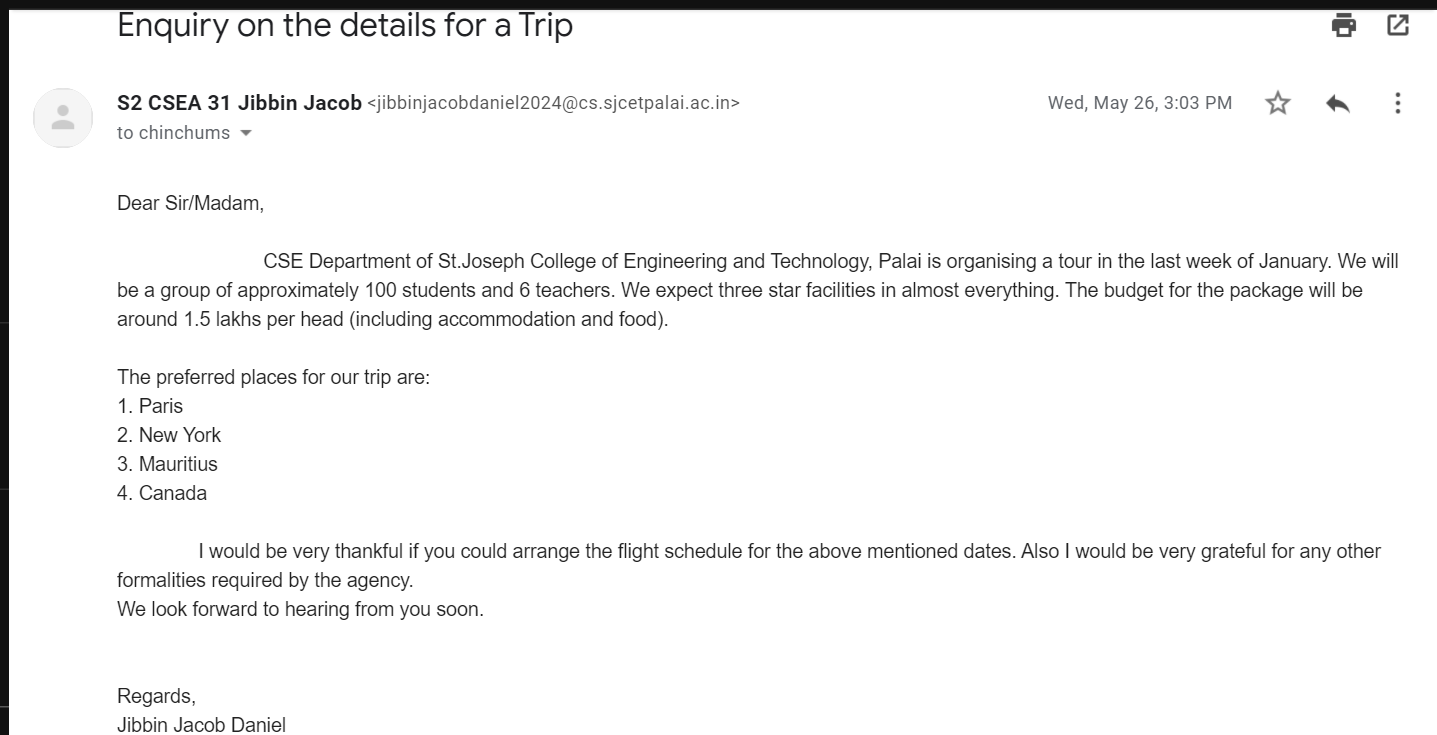 Enquiry on the details for a Trip
S2 CSEA 31 Jibbin Jacob <jibbinjacobdaniel2024@cs.sjcetpalai.ac.in> Wed, May 26, 3:03 PM
to chinchums
Dear Sir/Madam,
CSE Department of St.Joseph College of Engineering and Technology, Palai is organising a tour in the last week of January. We will
be a group of approximately 100 students and 6 teachers. We expect three star facilities in almost everything. The budget for the package will be
around 1.5 lakhs per head (including accommodation and food).
The preferred places for our trip are:
1. Paris
2. New York
3. Mauritius
4. Canada
I would be very thankful if you could arrange the flight schedule for the above mentioned dates. Also I would be very grateful for any other
formalities required by the agency.
We look forward to hearing from you soon.
Regards,
Jibbin Jacob Daniel